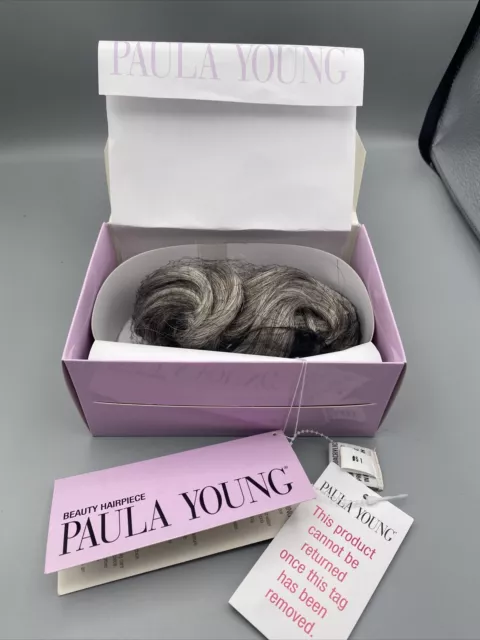 PAULA YOUNG
BEAUTY HAIRPIECE
PAULA YOUNG®
PAULA
YOUNG®
This product
cannot be
returned
once this tag
has been
removed.